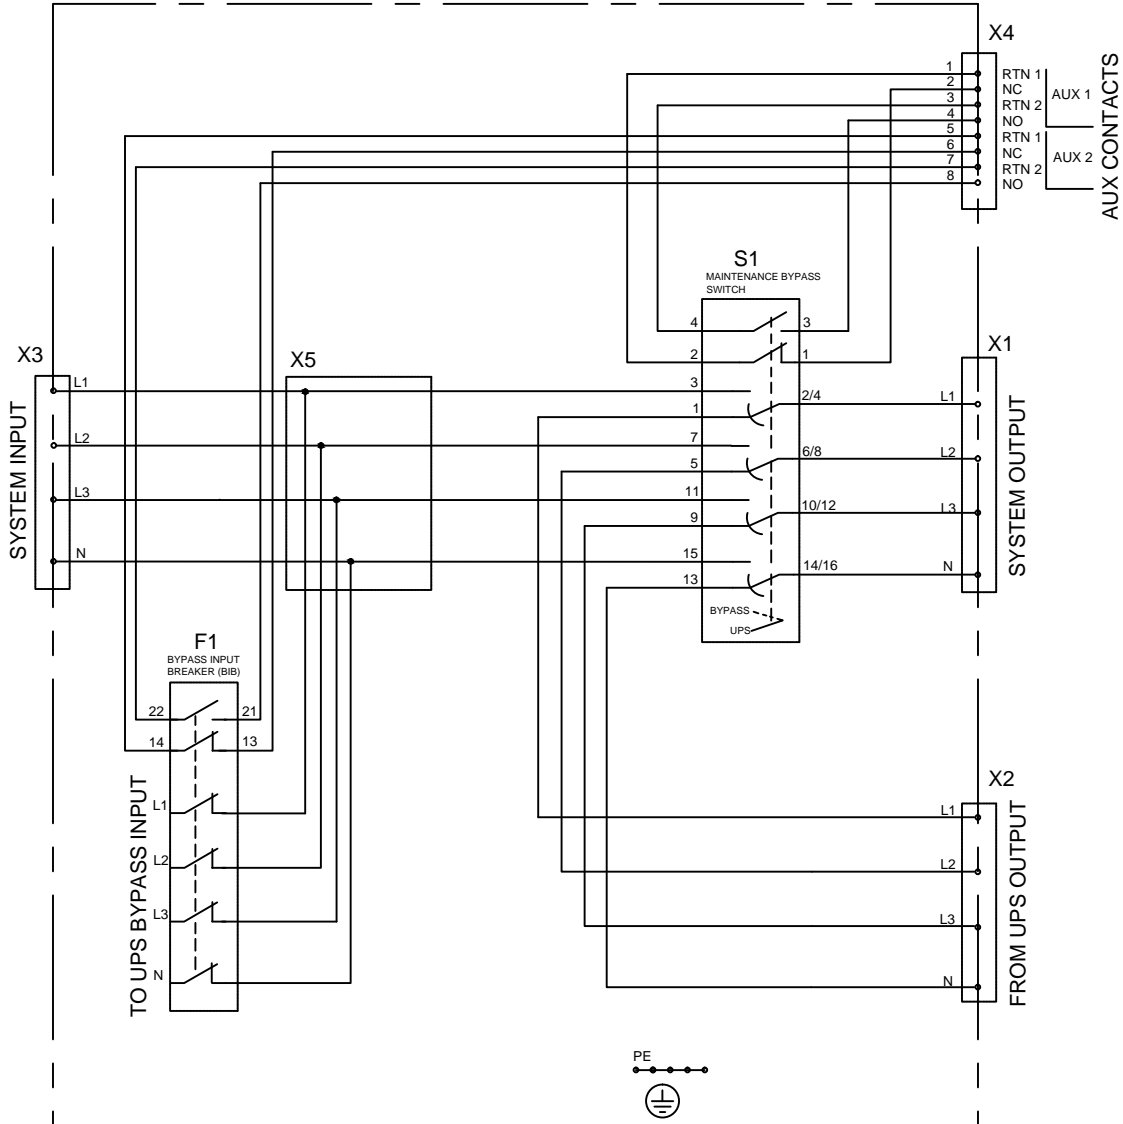 X4
1 RTN 1
2 NC
3 RTN 2
4 NO
AUX 1
5 RTN 1
6 NC
7 RTN 2
8 NO
AUX 2
AUX CONTACTS
S1
MAINTENANCE BYPASS
SWITCH
4 3
2 1
3
1 2/4
7
5 6/8
11
9 10/12
15
13 14/16
BYPASS
UPS
X3
SYSTEM INPUT
L1
L2
L3
N
X5
X1
L1
L2
L3
N
SYSTEM OUTPUT
F1
BYPASS INPUT
BREAKER (BIB)
22 21
14 13
L1
L2
L3
N
TO UPS BYPASS INPUT
X2
L1
L2
L3
N
FROM UPS OUTPUT
PE